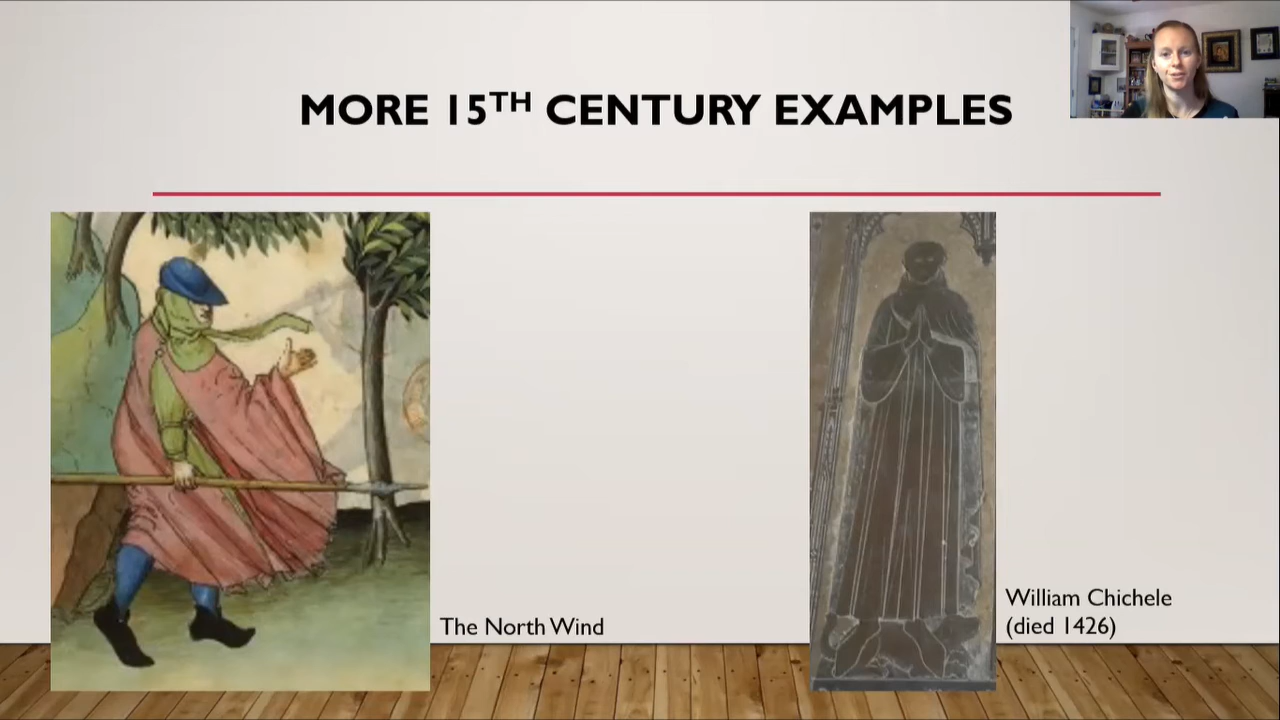 MORE 15TH CENTURY EXAMPLES
The North Wind
William Chichele
(died 1426)